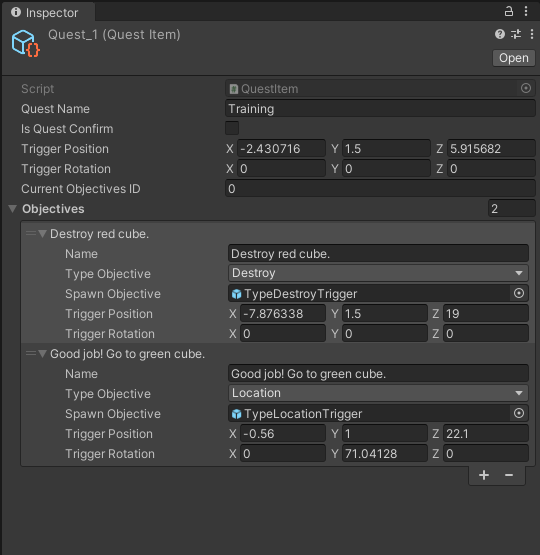 Inspector
Quest_1 (Quest Item)
Open
Script QuestItem
Quest Name Training
Is Quest Confirm
Trigger Position X -2.430716 Y 1.5 Z 5.915682
Trigger Rotation X 0 Y 0 Z 0
Current Objectives ID 0
Objectives 2
Destroy red cube.
Name Destroy red cube.
Type Objective Destroy
Spawn Objective TypeDestroyTrigger
Trigger Position X -7.876338 Y 1.5 Z 19
Trigger Rotation X 0 Y 0 Z 0
Good job! Go to green cube.
Name Good job! Go to green cube.
Type Objective Location
Spawn Objective TypeLocationTrigger
Trigger Position X -0.56 Y 1 Z 22.1
Trigger Rotation X 0 Y 71.04128 Z 0